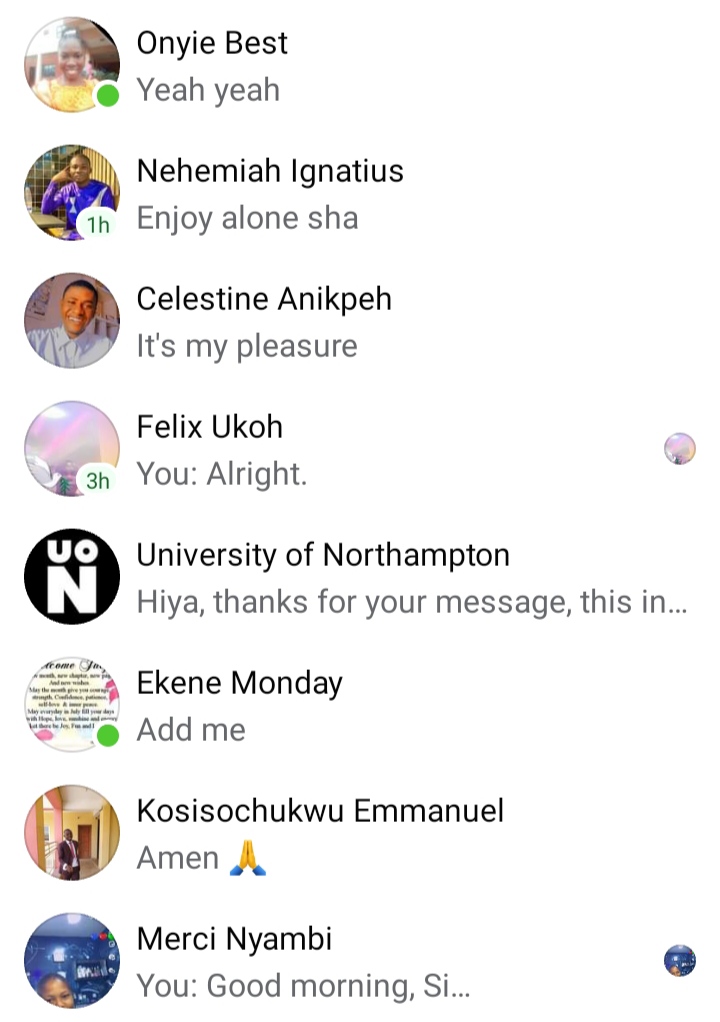 Onyie Best
Yeah yeah
Nehemiah Ignatius
1h
Enjoy alone sha
Celestine Anikpeh
It's my pleasure
Felix Ukoh
3h
You: Alright.
UO
N
University of Northampton
Hiya, thanks for your message, this in...
Ekene Monday
Add me
Kosisochukwu Emmanuel
Amen 🙏
Merci Nyambi
You: Good morning, Si...